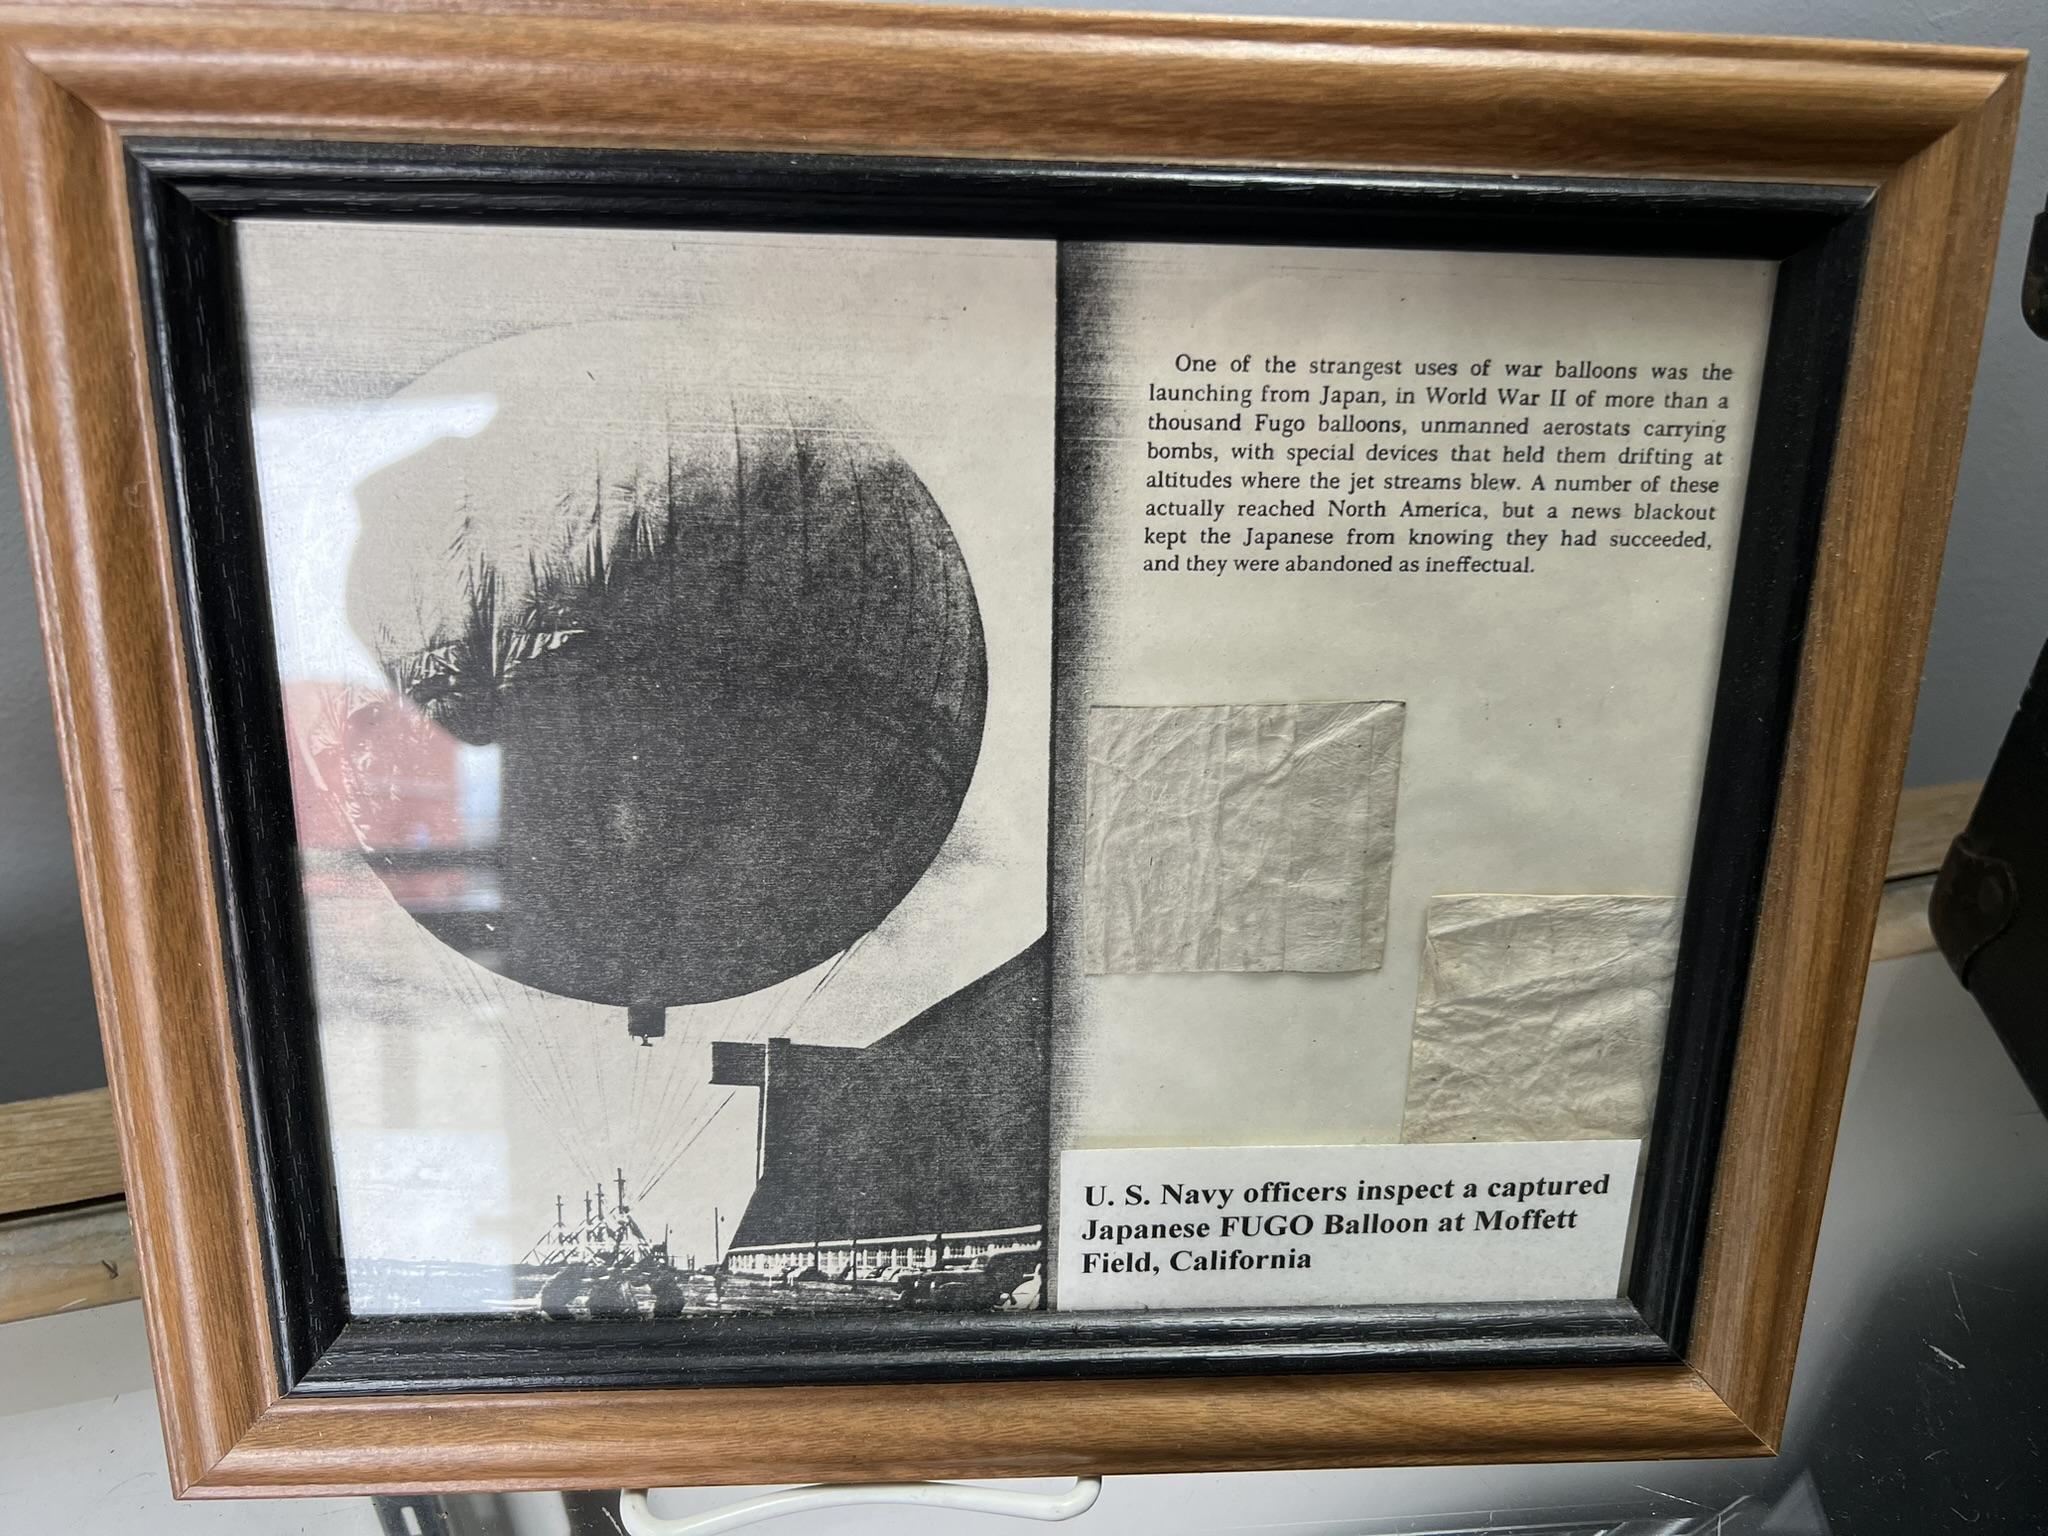 One of the strangest uses of war balloons was the
launching from Japan, in World War II of more than a
thousand Fugo balloons, unmanned aerostats carrying
bombs, with special devices that held them drifting at
altitudes where the jet streams blew. A number of these
actually reached North America, but a news blackout
kept the Japanese from knowing they had succeeded,
and they were abandoned as ineffectual.
U. S. Navy officers inspect a captured
Japanese FUGO Balloon at Moffett
Field, California